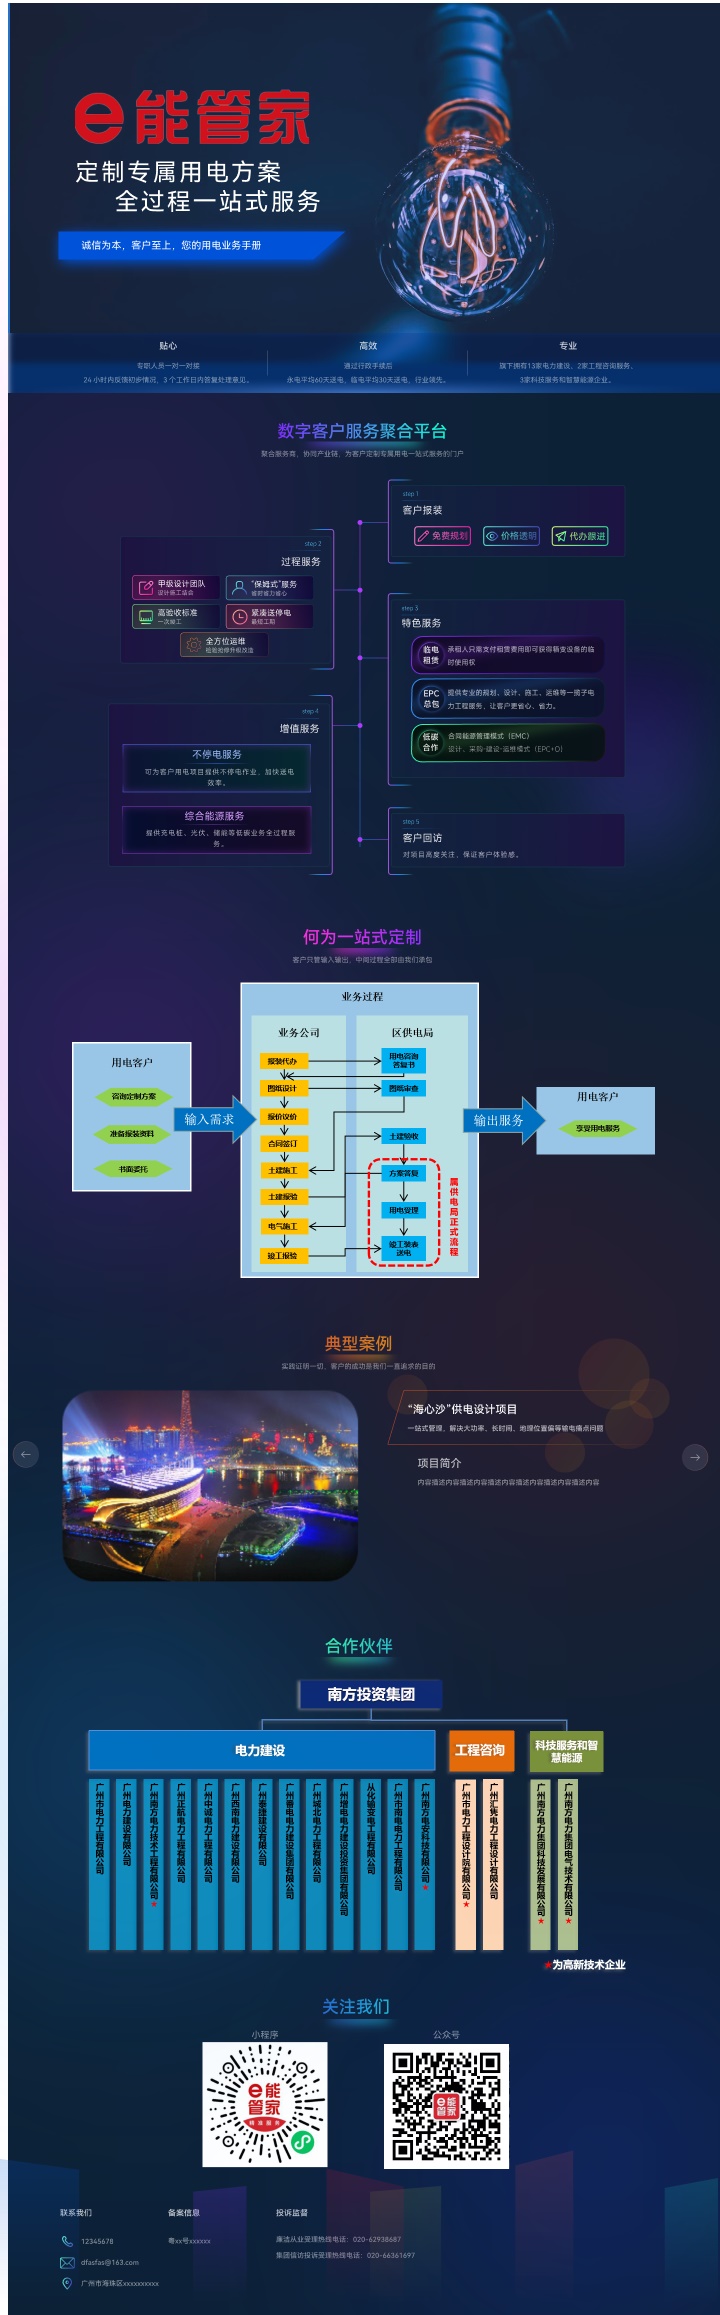 e能管家
定制专属用电方案
全过程一站式服务
诚信为本，客户至上，您的用电业务手册
贴心
专职人员一对一对接
24 小时内反馈初步情况，3 个工作日内答复处理意见。
高效
通过行政手续后
永电平均60天送电、临电平均30天送电，行业领先。
专业
旗下拥有13家电力建设，2家工程咨询服务、
3家科技服务和智慧能源企业。
数字客户服务聚合平台
聚合服务商，协同产业链，为客户定制专属用电一站式服务的门户
step 1
客户报装
免费规划
价格透明
代办跟进
step 2
过程服务
甲级设计团队
设计施工结合
“保姆式”服务
省时省力省心
高验收标准
一次竣工
紧凑送停电
最短工期
全方位运维
检验抢修升级改造
step 3
特色服务
临电
租赁
承租人只需支付租赁费用即可获得箱变设备的临
时使用权
EPC
总包
提供专业的规划、设计、施工、运维等一揽子电
力工程服务，让客户更省心、省力。
低碳
合作
合同能源管理模式（EMC）
设计、采购-建设-运维模式（EPC+O）
step 4
增值服务
不停电服务
可为客户用电项目提供不停电作业，加快送电
效率。
综合能源服务
提供充电桩、光伏、储能等低碳业务全过程服
务。
step 5
客户回访
对项目高度关注，保证客户体验感。
何为一站式定制
客户只管输入输出，中间过程全部由我们承包
业务过程
用电客户
咨询定制方案
准备报装资料
书面委托
输入需求
业务公司
报装代办
图纸设计
报价议价
合同签订
土建施工
土建报验
电气施工
竣工报验
区供电局
用电咨询
答复书
图纸审查
土建验收
方案答复
用电受理
竣工装表
送电
属供电局正式流程
输出服务
用电客户
享受用电服务
典型案例
实践证明一切，客户的成功是我们一直追求的目的
“海心沙”供电设计项目
一站式管理，解决大功率、长时间、地理位置偏等输电痛点问题
项目简介
内容描述内容描述内容描述内容描述内容描述内容描述内容
合作伙伴
南方投资集团
电力建设
工程咨询
科技服务和智
慧能源
广州市电力工程有限公司
广州电力建设有限公司
广州南方电力技术工程有限公司★
广州正航电力工程有限公司
广州中诚电力工程有限公司
广州西南电力建设有限公司
广州泰捷建设有限公司
广州番电电力建设集团有限公司
广州城北电力工程有限公司
广州增电电力建设投资集团有限公司
从化输变电工程有限公司
广州市南电电力工程有限公司
广州南方电安科技有限公司★
广州市电力工程设计院有限公司★
广州汇隽电力工程设计有限公司
广州南方电力集团科技发展有限公司★
广州南方电力集团电气技术有限公司★
★为高新技术企业
关注我们
小程序
公众号
e能
管家
精准服务
e能
管家
联系我们
12345678
dfasfas@163.com
广州市海珠区xxxxxxxxxx
备案信息
粤xx号xxxxxx
投诉监督
廉洁从业受理热线电话：020-62938687
集团信访投诉受理热线电话：020-66361697